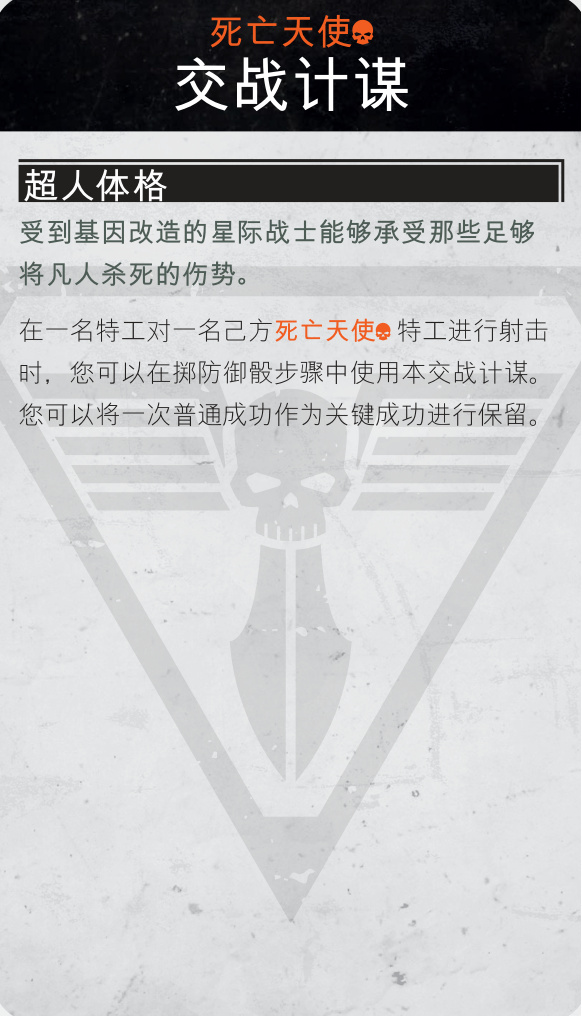 死亡天使
交战计谋
超人体格
受到基因改造的星际战士能够承受那些足够
将凡人杀死的伤势。
在一名特工对一名己方死亡天使 特工进行射击
时，您可以在掷防御骰步骤中使用本交战计谋。
您可以将一次普通成功作为关键成功进行保留。